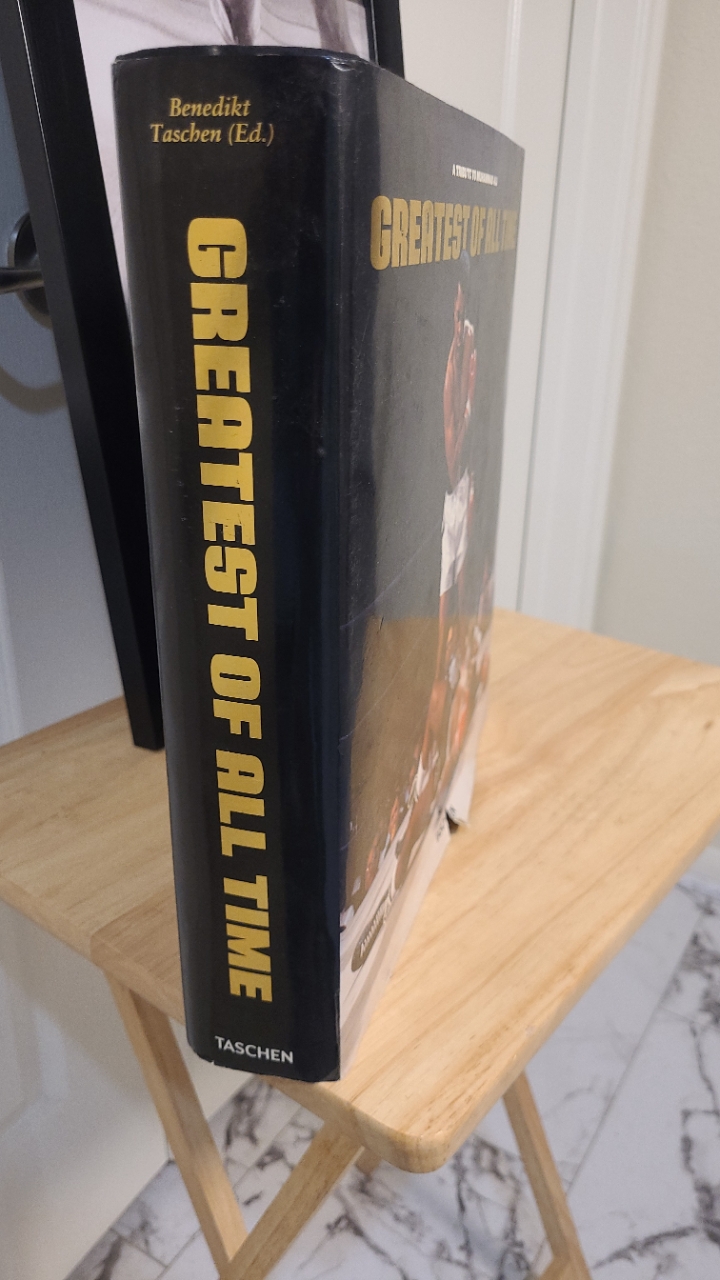 Benedikt
Taschen (Ed.)
GREATEST OF ALL TIME
TASCHEN
A TRIBUTE TO MUHAMMAD ALI
GREATEST OF ALL TIME